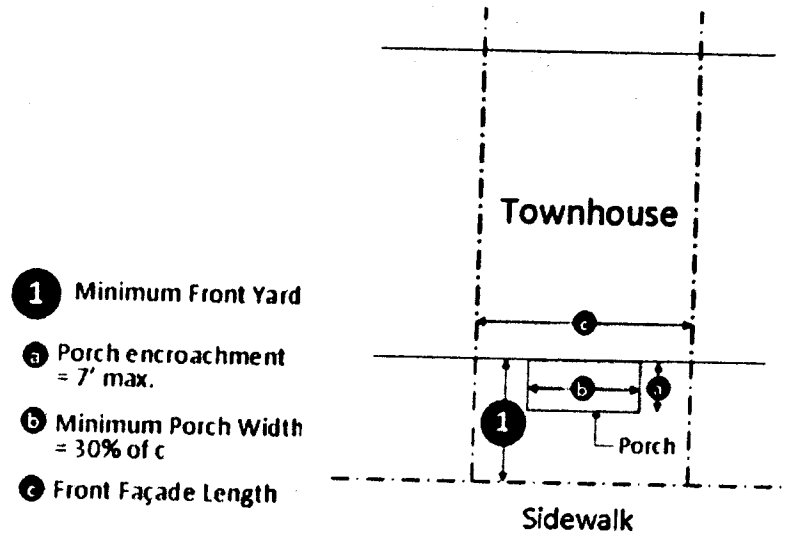 Townhouse
1 Minimum Front Yard
c
a Porch encroachment
= 7' max.
b a
b Minimum Porch Width
= 30% of c
1
Porch
c Front Façade Length
Sidewalk